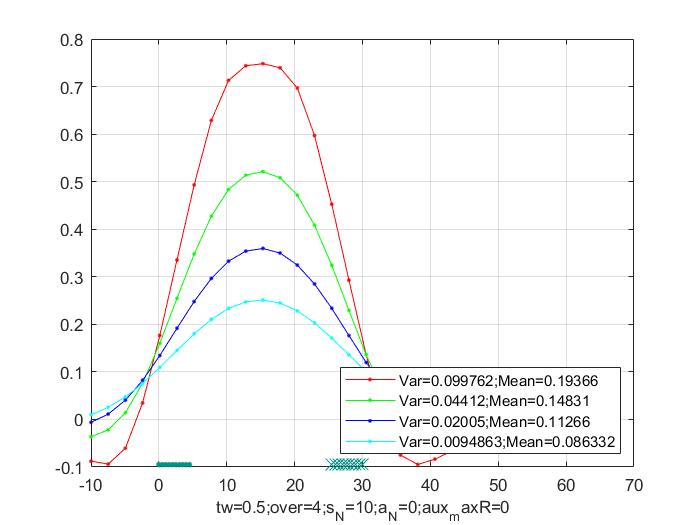 0.8
0.7
0.6
0.5
0.4
0.3
0.2
0.1
0
-0.1
Var=0.099762;Mean=0.19366
Var=0.04412;Mean=0.14831
Var=0.02005;Mean=0.11266
Var=0.0094863;Mean=0.086332
-10 0 10 20 30 40 50 60 70
tw=0.5;over=4;s_N=10;a_N=0;aux_maxR=0